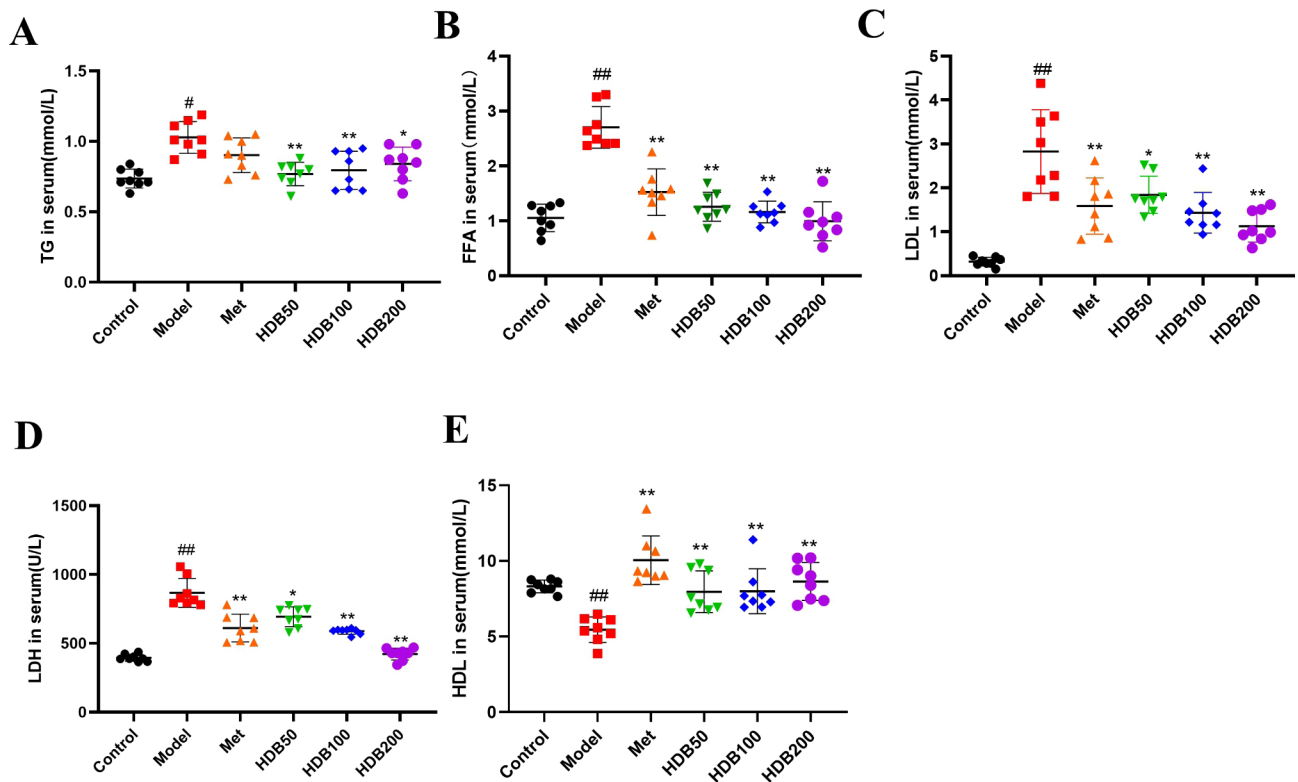 A
TG in serum(mmol/L)
1.5
1.0
0.5
0.0
#
**
**
*
Control
Model
Met
HDB50
HDB100
HDB200
B
FFA in serum（mmol/L）
4
3
2
1
0
##
**
**
**
**
Control
Model
Met
HDB50
HDB100
HDB200
C
LDL in serum(mmol/L)
5
4
3
2
1
0
##
**
*
**
**
Control
Model
Met
HDB50
HDB100
HDB200
D
LDH in serum(U/L)
1500
1000
500
0
##
**
*
**
**
Control
Model
Met
HDB50
HDB100
HDB200
E
HDL in serum(mmol/L)
15
10
5
0
##
**
**
**
**
Control
Model
Met
HDB50
HDB100
HDB200